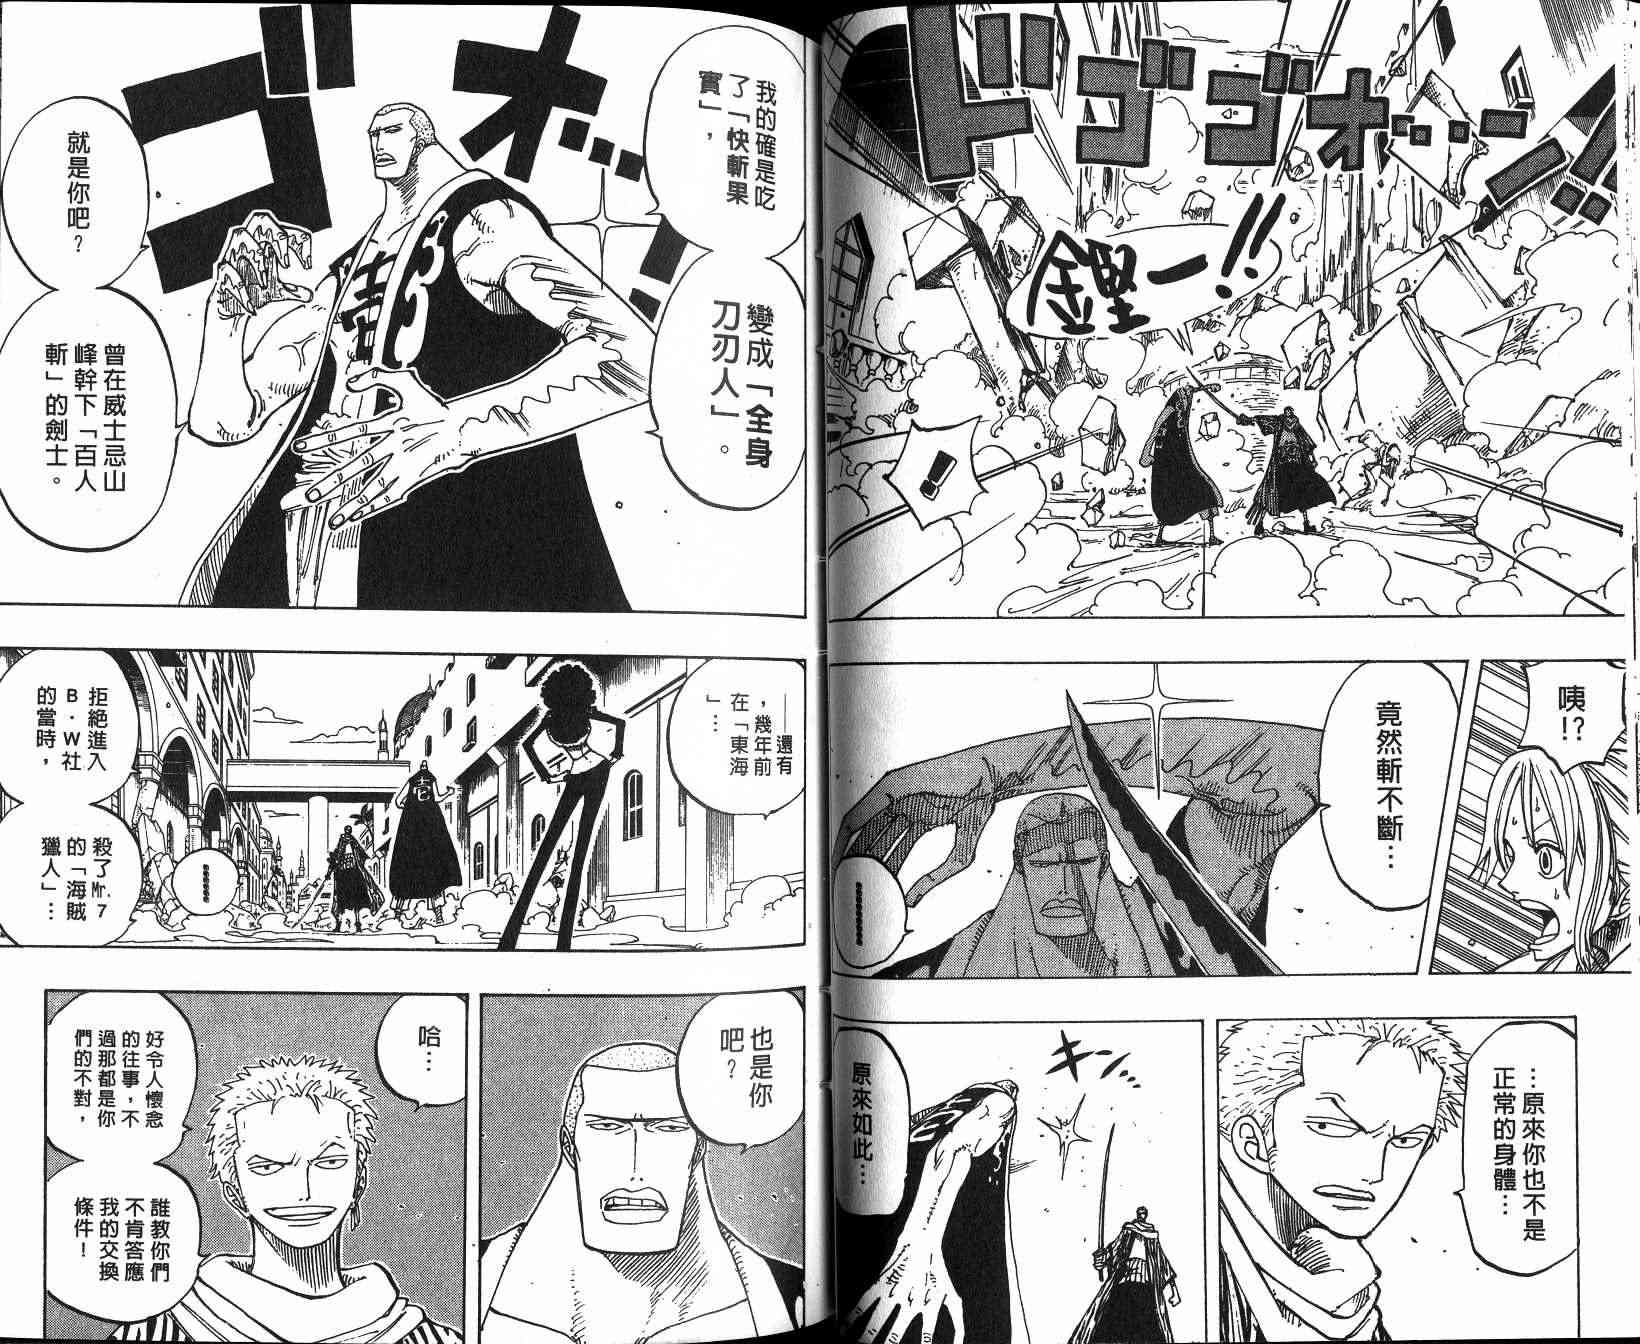 ドゴゴオ……ーン!!
鏗—!!
!!
咦!?
竟然斬不斷…
………
…原來你也不是
正常的身體…
キーン…
原來如此…
我的確是吃
了「快斬果
實」，
變成「全身
刀刃人」。
ゴオ……!
壱
就是你吧？
曾在威士忌山
峰幹下「百人
斬」的劍士。
——還有
，幾年前
在「東海
」…
壱
拒絕進入
B·W社
的當時，
殺了Mr.7
的「海賊
獵人」…
………
也是你
吧？
哈…
好令人懷念
的往事，不
過那都是你
們的不對，
誰教你們
不肯答應
我的交換
條件！